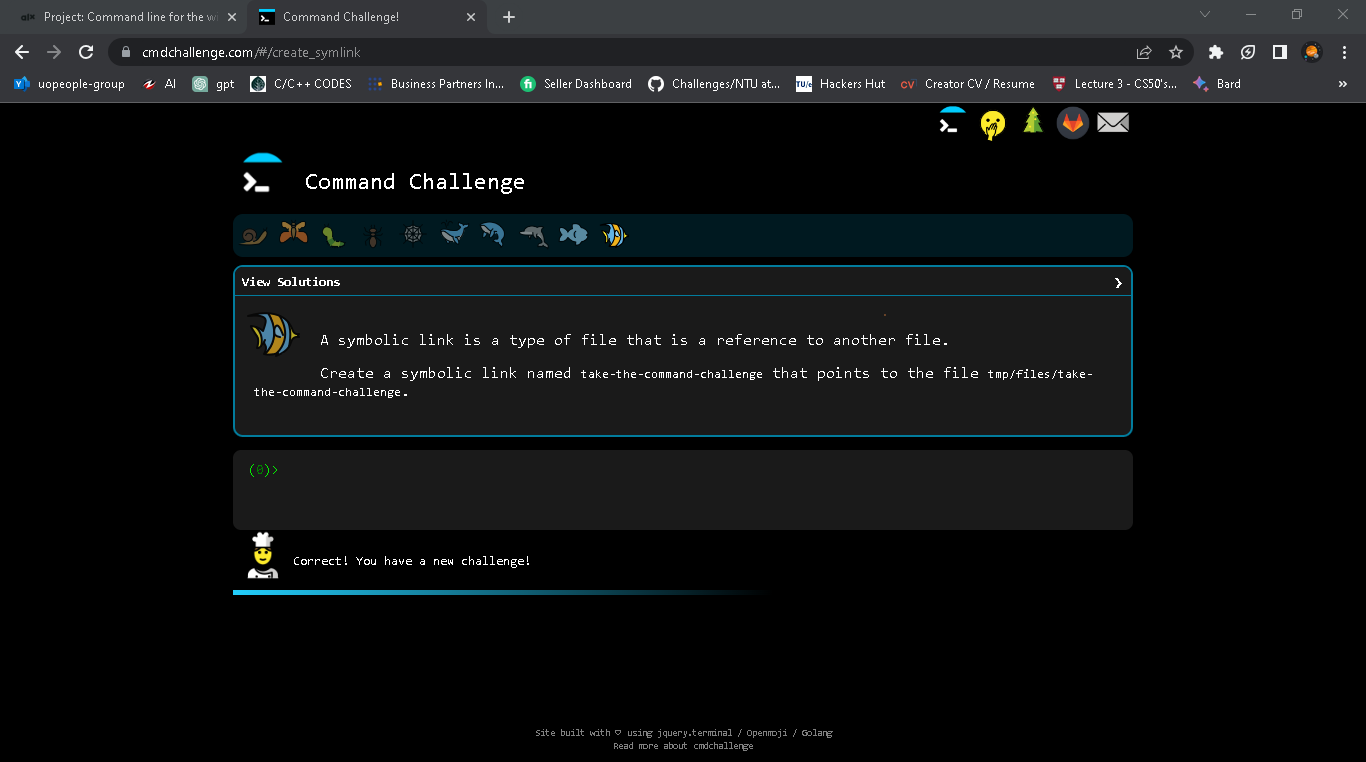 Project: Command line for the w
Command Challenge!
cmdchallenge.com/#/create_symlink
uopeople-group
AI
gpt
C/C++ CODES
Business Partners In...
Seller Dashboard
Challenges/NTU at...
Hackers Hut
Creator CV / Resume
Lecture 3 - CS50's...
Bard
»
Command Challenge
View Solutions
A symbolic link is a type of file that is a reference to another file.
Create a symbolic link named take-the-command-challenge that points to the file tmp/files/take-
the-command-challenge.
(0)>
Correct! You have a new challenge!
Site built with ♡ using jquery.terminal / Openmoji / Golang
Read more about cmdchallenge